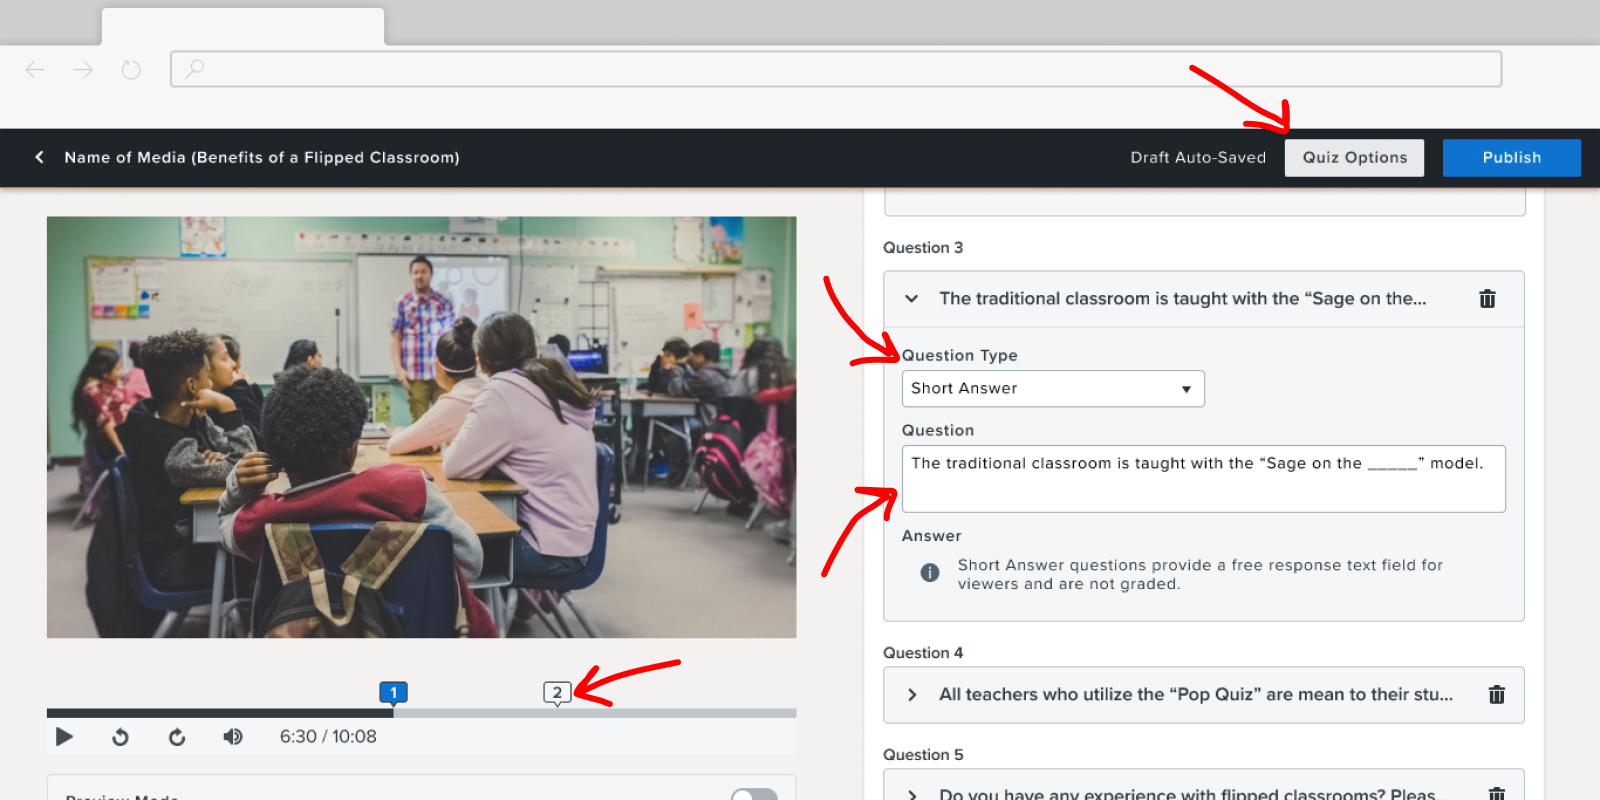 Name of Media (Benefits of a Flipped Classroom)
Draft Auto-Saved
Quiz Options
Publish
1
2
6:30 / 10:08
Preview Mode
Question 3
The traditional classroom is taught with the “Sage on the...
Question Type
Short Answer
Question
The traditional classroom is taught with the “Sage on the _____” model.
Answer
Short Answer questions provide a free response text field for
viewers and are not graded.
Question 4
All teachers who utilize the “Pop Quiz” are mean to their stu...
Question 5
Do you have any experience with flipped classrooms? Pleas...